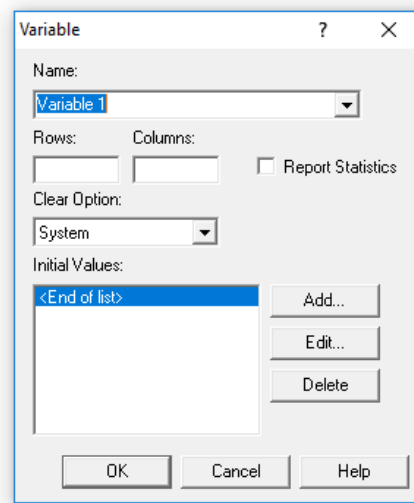 Variable ? X
Name:
Variable 1
Rows: Columns:
Report Statistics
Clear Option:
System
Initial Values:
<End of list>
Add...
Edit...
Delete
OK Cancel Help